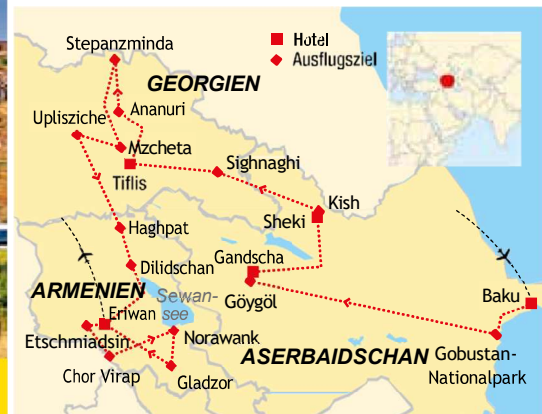 Stepanzminda
Hotel
Ausflugsziel
GEORGIEN
Ananuri
Uplisziche
Mzcheta
Tiflis
Sighnaghi
Kish
Sheki
Haghpat
Gandscha
Dilidschan
Göygöl
ARMENIEN
Sewan-
see
Eriwan
Baku
Etschmiadsin
Norawank
ASERBAIDSCHAN
Gobustan-
Nationalpark
Chor Virap
Gladzor